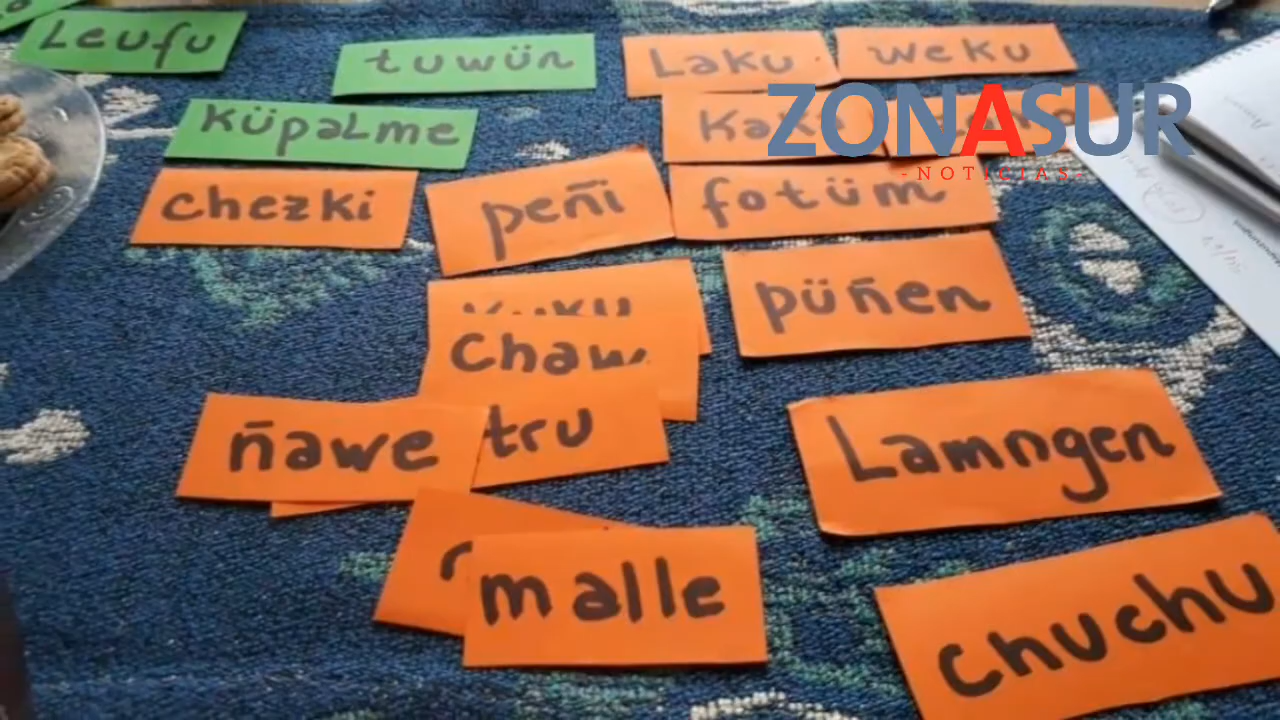 Leufu
tuwün
Laku
weku
ZONASUR
-NOTICIAS-
Küpalme
chezki
peñi
fotüm
püñen
Chaw
ñawe
tru
Lamngen
malle
chuchu